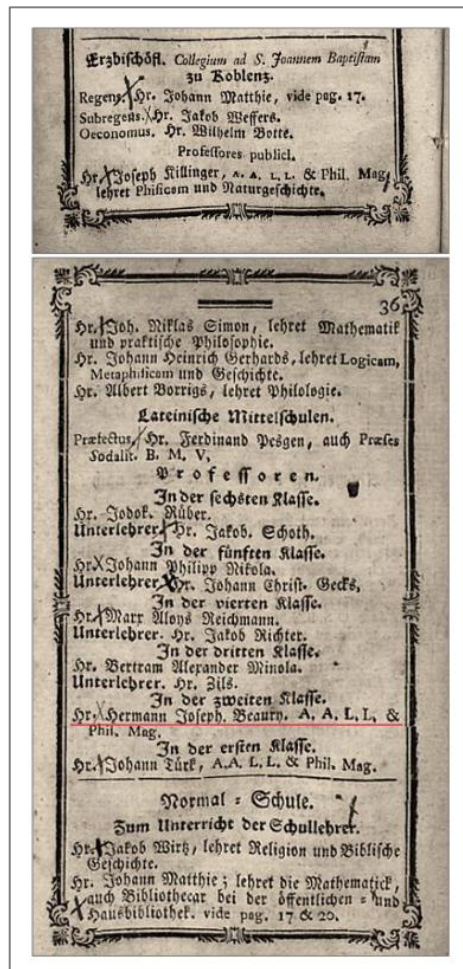 Erzbischöfl. Collegium ad S. Joannem Baptistam
zu Koblenz.
Regens. Hr. Johann Matthie, vide pag. 17.
Subregens. Hr. Jakob Weffers.
Oeconomus. Hr. Wilhelm Botte.
Professores publici.
Hr. Joseph Killinger, A. A. L. L. & Phil. Mag.
lehret Phisicam und Naturgeschichte.
36
Hr. Joh. Niklas Simon, lehret Mathematik
und praktische Philosophie.
Hr. Johann Heinrich Gerhards, lehret Logicam,
Metaphisicam und Geschichte.
Hr. Albert Borrigs, lehret Philologie.
Lateinische Mittelschulen.
Præfectus, Hr. Ferdinand Pesgen, auch Præses
Sodalit. B. M. V,
Professoren.
In der sechsten Klasse.
Hr. Jodok. Rüber.
Unterlehrer. Hr. Jakob. Schoth.
In der fünften Klasse.
Hr. Johann Philipp Nikola.
Unterlehrer. Hr. Johann Christ. Gecks,
In der vierten Klasse.
Hr. Marx Aloys Reichmann.
Unterlehrer. Hr. Jakob Richter.
In der dritten Klasse.
Hr. Bertram Alexander Minola.
Unterlehrer. Hr. Zils.
In der zweiten Klasse.
Hr. Hermann Joseph. Beaury. A. A, L. L, &
Phil. Mag.
In der ersten Klasse.
Hr. Johann Türk, A.A. L. L. & Phil. Mag.
Normal = Schule.
Zum Unterricht der Schullehrer.
Hr. Jakob Wirtz, lehret Religion und Biblische
Geschichte.
Hr. Johann Matthie; lehret die Mathematick,
auch Bibliothecar bei der öffentlichen = und
Hausbibliothek. vide pag. 17 & 20.